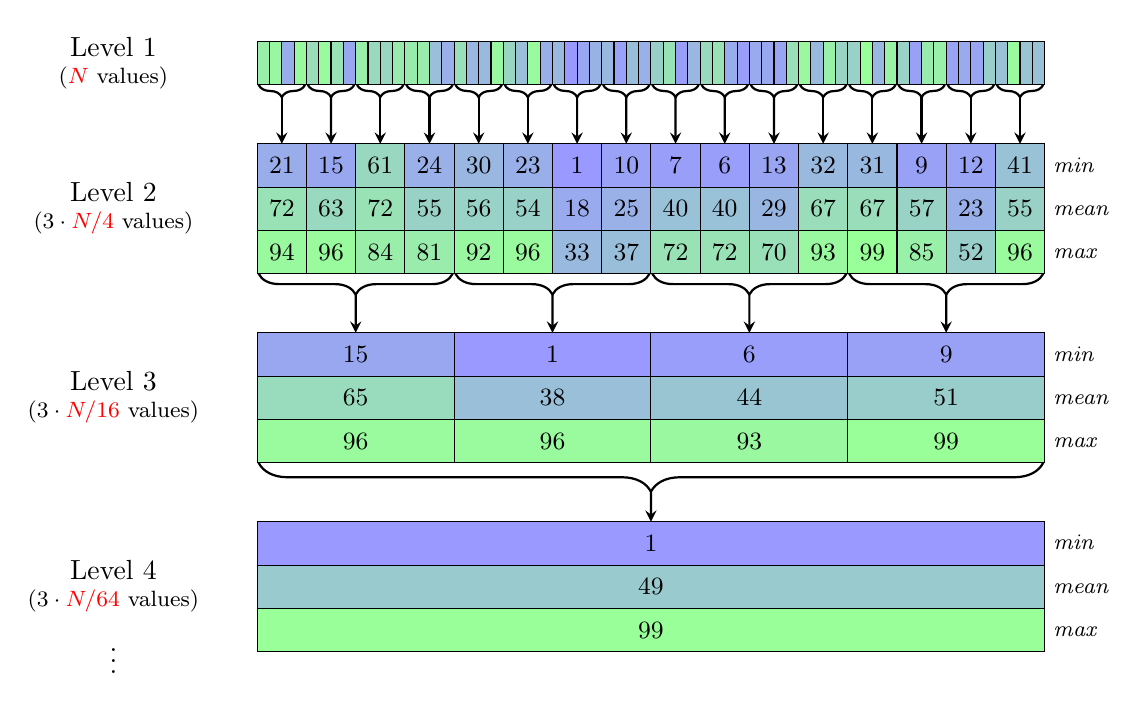 Level 1
(N values)
Level 2
(3 · N/4 values)
21 15 61 24 30 23 1 10 7 6 13 32 31 9 12 41 min
72 63 72 55 56 54 18 25 40 40 29 67 67 57 23 55 mean
94 96 84 81 92 96 33 37 72 72 70 93 99 85 52 96 max
Level 3
(3 · N/16 values)
15 1 6 9 min
65 38 44 51 mean
96 96 93 99 max
Level 4
(3 · N/64 values)
⋮
1 min
49 mean
99 max